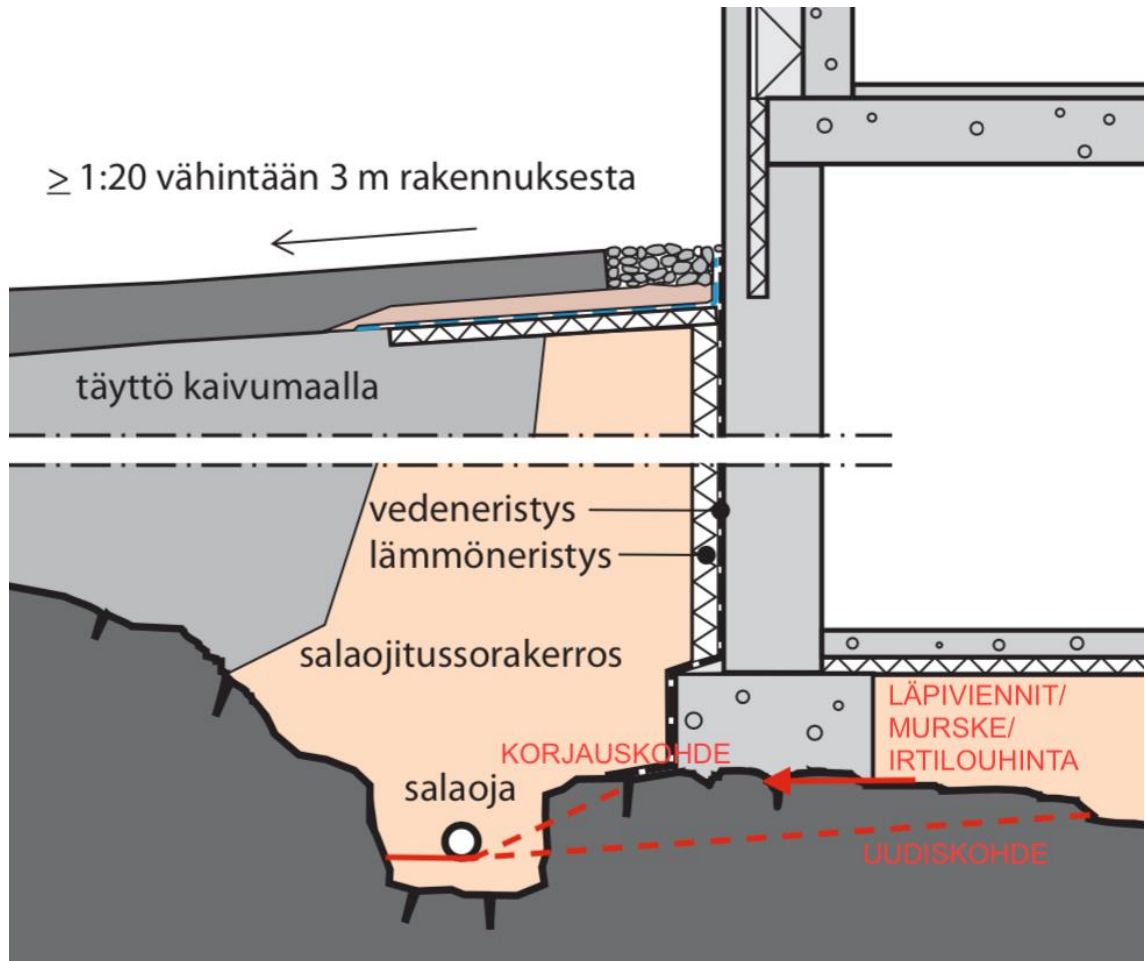 ≥ 1:20 vähintään 3 m rakennuksesta
täyttö kaivumaalla
vedeneristys
lämmöneristys
salaojitussorakerros
LÄPIVIENNIT/
MURSKE/
IRTILOUHINTA
KORJAUSKOHDE
salaoja
UUDISKOHDE